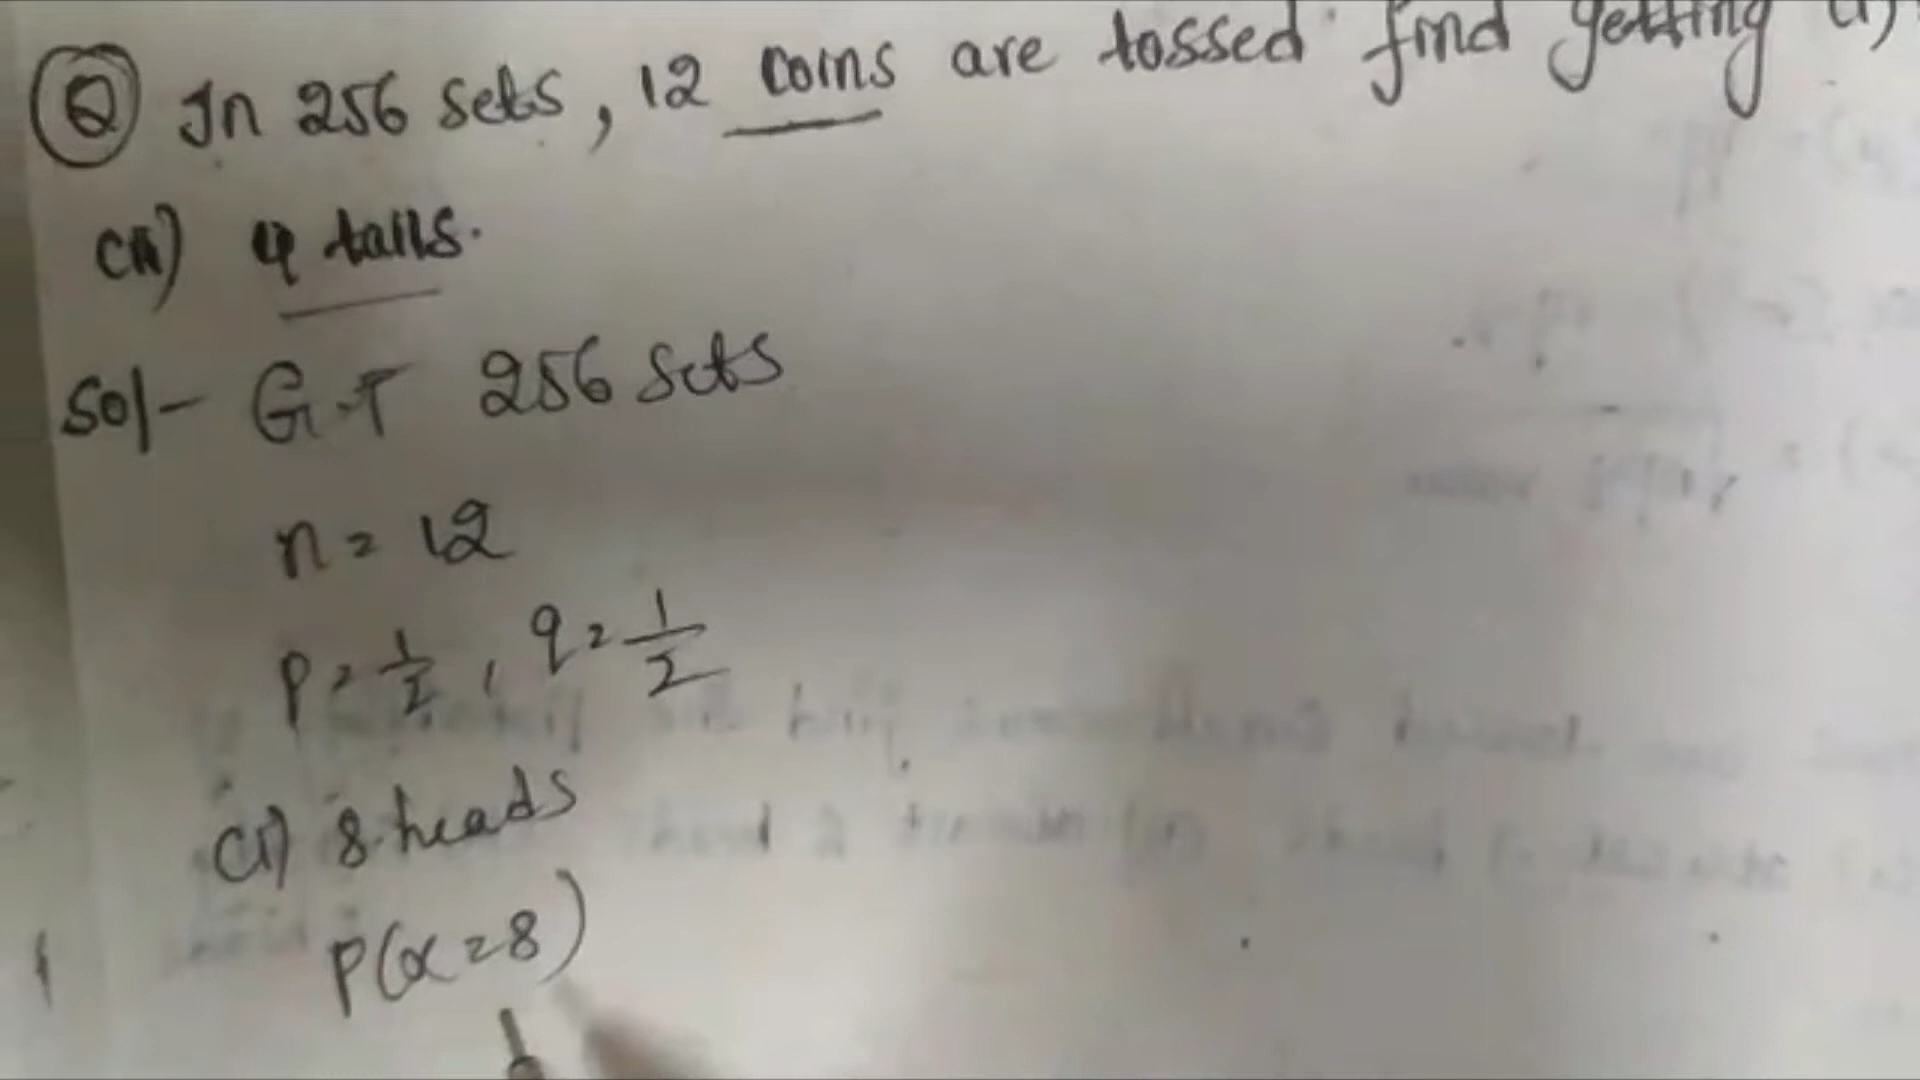 Q In 256 sets, 12 coins are tossed find getting (i)
(ii) 4 tails.
Sol- G.T 256 sets
n = 12
p = 1/2, q = 1/2
(i) 8 heads
P(x=8)